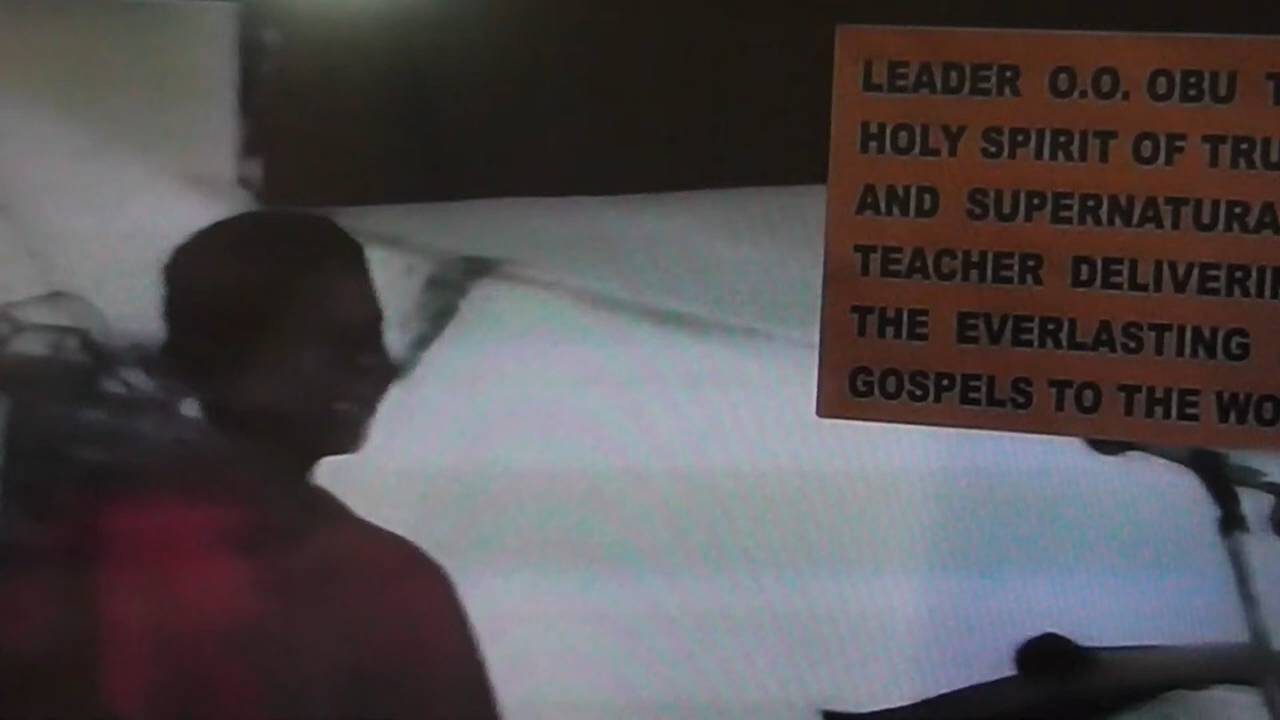 LEADER O.O. OBU
HOLY SPIRIT OF
AND
TEACHER
THE EVERLASTING
GOSPELS TO THE